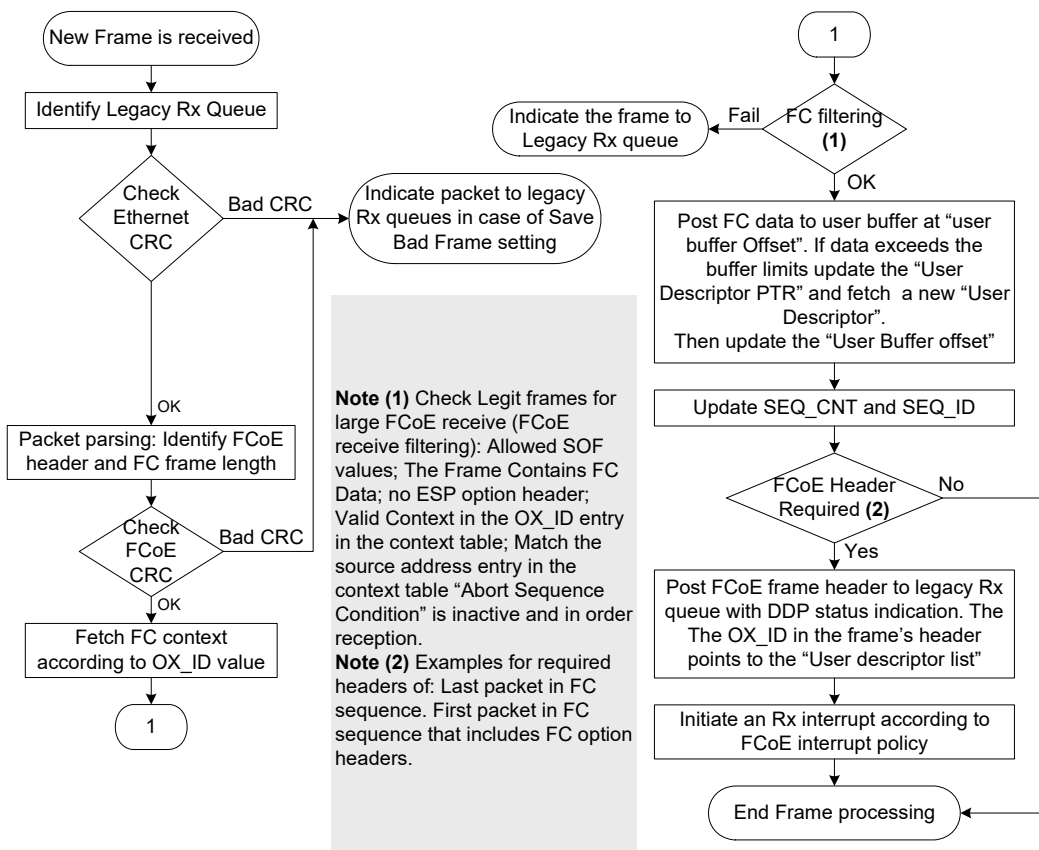 New Frame is received
Identify Legacy Rx Queue
Check
Ethernet
CRC
Bad CRC
Indicate packet to legacy
Rx queues in case of Save
Bad Frame setting
OK
Packet parsing: Identify FCoE
header and FC frame length
Check
FCoE
CRC
Bad CRC
OK
Fetch FC context
according to OX_ID value
1
Note (1) Check Legit frames for
large FCoE receive (FCoE
receive filtering): Allowed SOF
values; The Frame Contains FC
Data; no ESP option header;
Valid Context in the OX_ID entry
in the context table; Match the
source address entry in the
context table “Abort Sequence
Condition” is inactive and in order
reception.
Note (2) Examples for required
headers of: Last packet in FC
sequence. First packet in FC
sequence that includes FC option
headers.
1
FC filtering
(1)
Fail
Indicate the frame to
Legacy Rx queue
OK
Post FC data to user buffer at “user
buffer Offset”. If data exceeds the
buffer limits update the “User
Descriptor PTR” and fetch a new “User
Descriptor”.
Then update the “User Buffer offset”
Update SEQ_CNT and SEQ_ID
FCoE Header
Required (2)
No
Yes
Post FCoE frame header to legacy Rx
queue with DDP status indication. The
The OX_ID in the frame’s header
points to the “User descriptor list”
Initiate an Rx interrupt according to
FCoE interrupt policy
End Frame processing